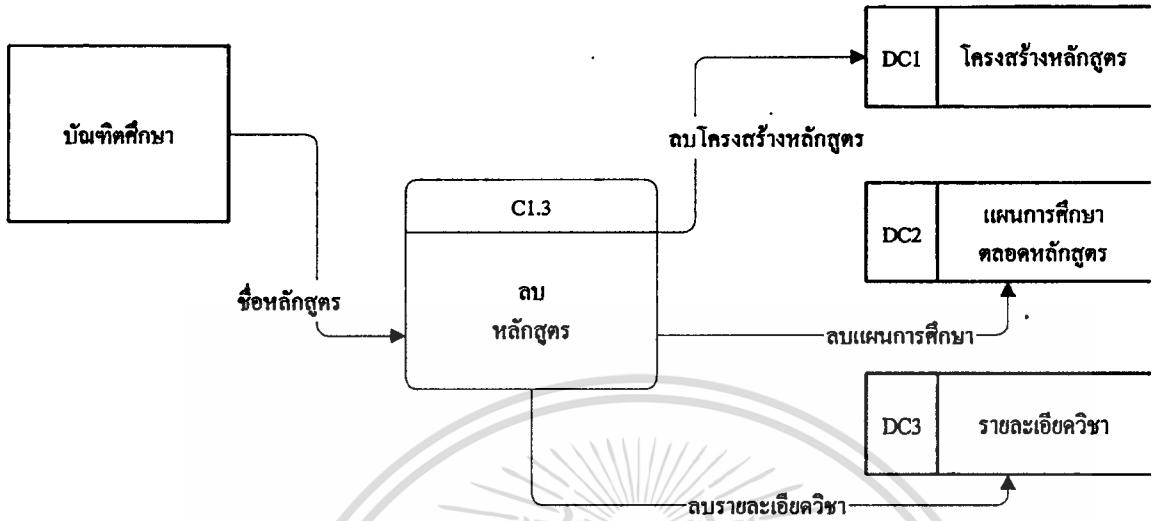 DC1
โครงสร้างหลักสูตร
บัณฑิตศึกษา
ลบโครงสร้างหลักสูตร
C1.3
DC2
แผนการศึกษา
ตลอดหลักสูตร
ชื่อหลักสูตร
ลบ
หลักสูตร
ลบแผนการศึกษา
DC3
รายละเอียดวิชา
ลบรายละเอียดวิชา